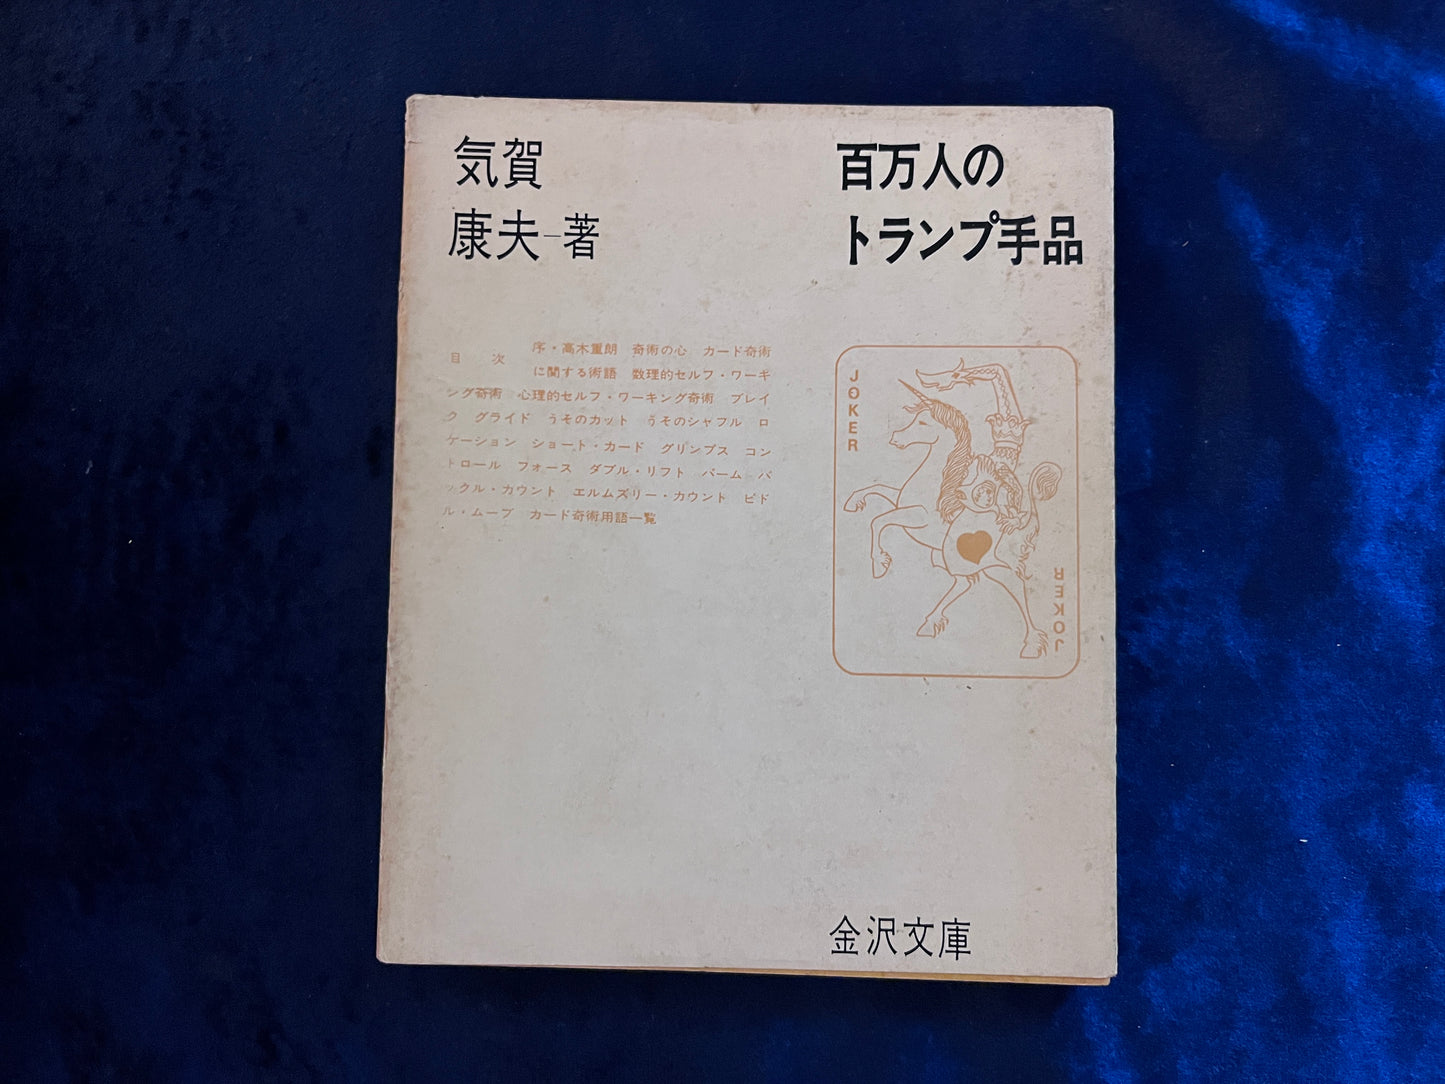 気賀
康夫―著
百万人の
トランプ手品
目次
序・高木重朗　奇術の心　カード奇術
に関する術語　数理的セルフ・ワーキ
ング奇術　心理的セルフ・ワーキング奇術　ブレイ
ク　グライド　うそのカット　うそのシャフル　ロ
ケーション　ショート・カード　グリンプス　コン
トロール　フォース　ダブル・リフト　パーム　バ
ックル・カウント　エルムズリー・カウント　ビド
ル・ムーブ　カード奇術用語一覧
JOKER
JOKER
金沢文庫